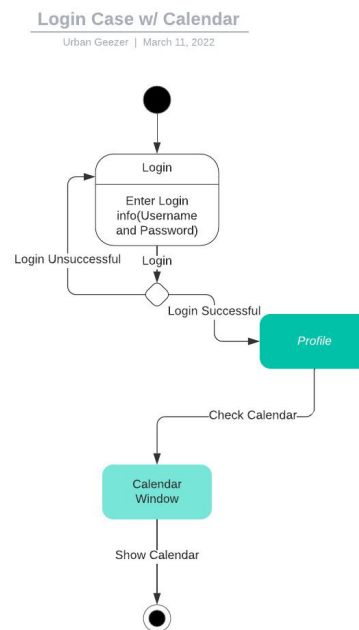 Login Case w/ Calendar
Urban Geezer | March 11, 2022
Login
Enter Login
info(Username
and Password)
Login Unsuccessful
Login
Login Successful
Profile
Check Calendar
Calendar
Window
Show Calendar